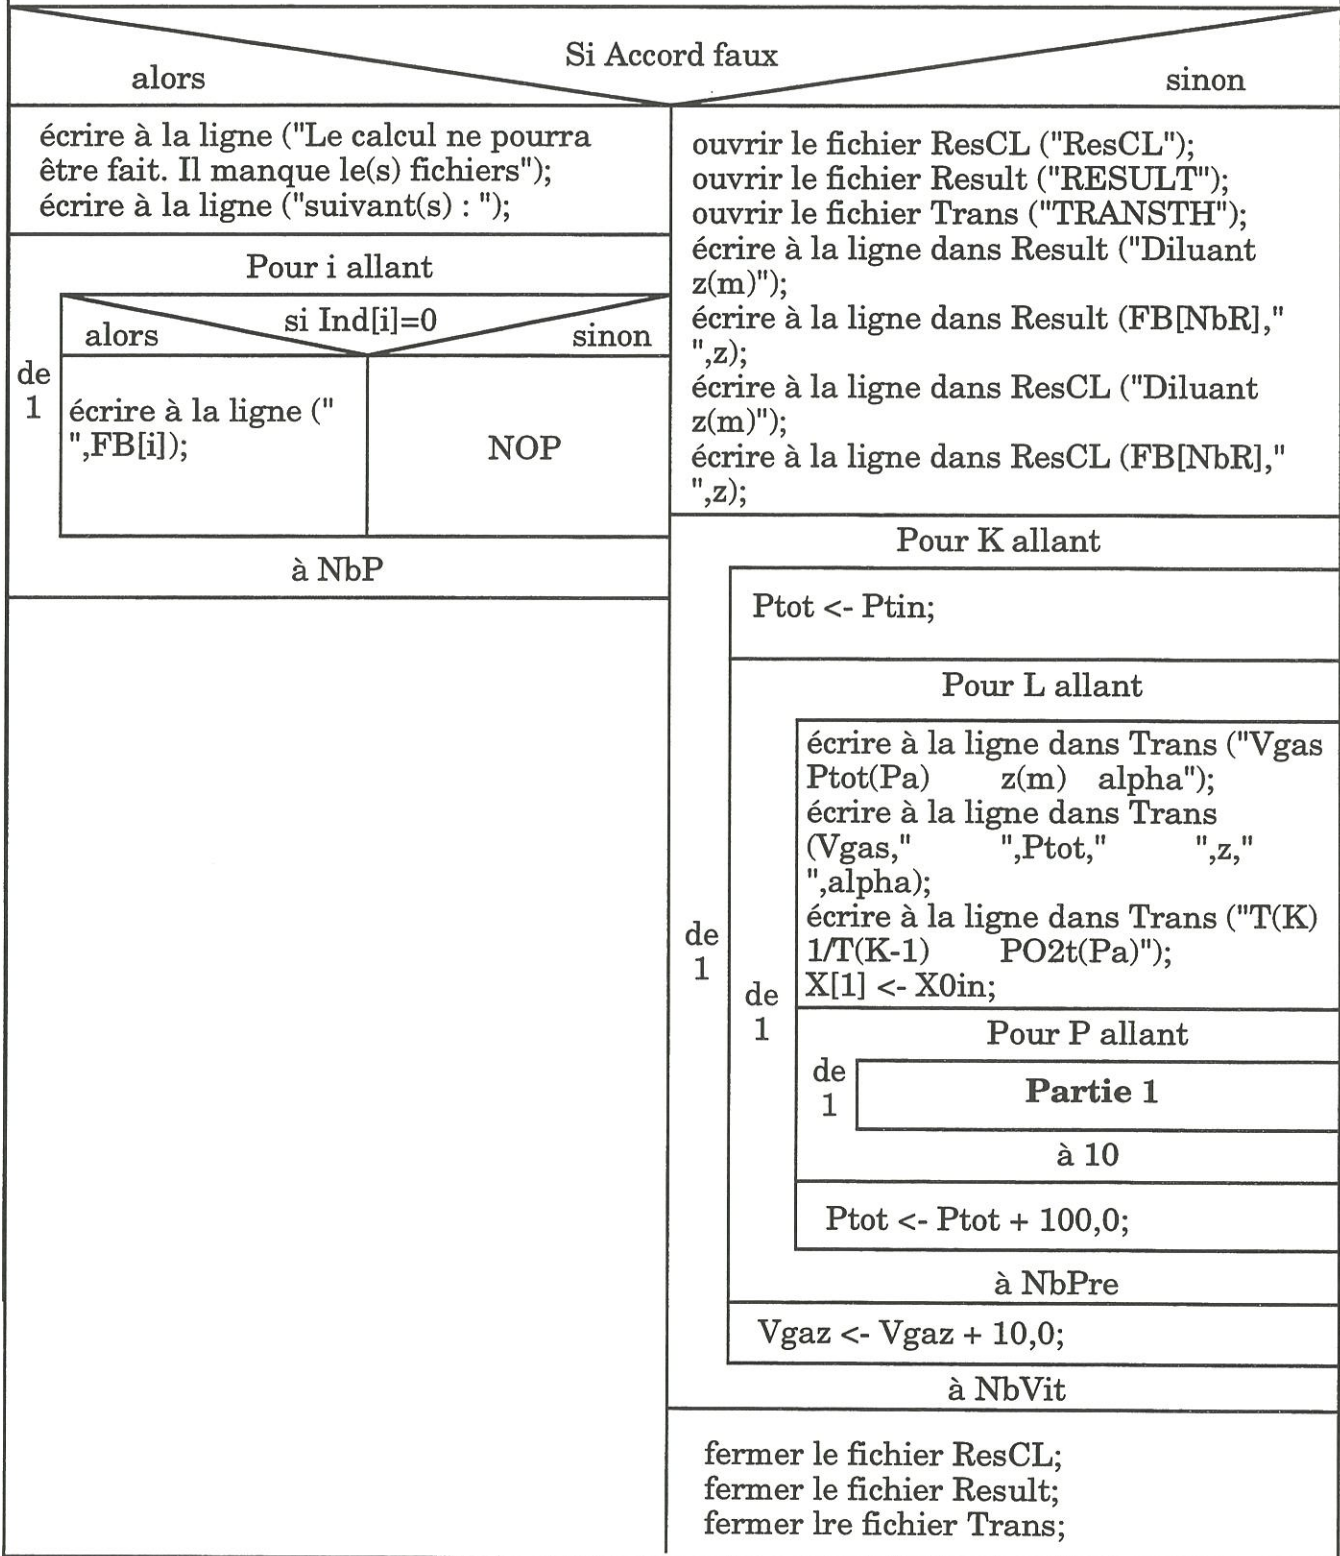 Si Accord faux
alors
sinon
écrire à la ligne ("Le calcul ne pourra
être fait. Il manque le(s) fichiers");
écrire à la ligne ("suivant(s) : ");
Pour i allant
si Ind[i]=0
alors
sinon
de
1
écrire à la ligne ("
",FB[i]);
NOP
à NbP
ouvrir le fichier ResCL ("ResCL");
ouvrir le fichier Result ("RESULT");
ouvrir le fichier Trans ("TRANSTH");
écrire à la ligne dans Result ("Diluant
z(m)");
écrire à la ligne dans Result (FB[NbR],"
",z);
écrire à la ligne dans ResCL ("Diluant
z(m)");
écrire à la ligne dans ResCL (FB[NbR],"
",z);
Pour K allant
de
1
Ptot <- Ptin;
Pour L allant
de
1
écrire à la ligne dans Trans ("Vgas
Ptot(Pa) z(m) alpha");
écrire à la ligne dans Trans
(Vgas," ",Ptot," ",z,"
",alpha);
écrire à la ligne dans Trans ("T(K)
1/T(K-1) PO2t(Pa)");
X[1] <- X0in;
Pour P allant
de
1
Partie 1
à 10
Ptot <- Ptot + 100,0;
à NbPre
Vgaz <- Vgaz + 10,0;
à NbVit
fermer le fichier ResCL;
fermer le fichier Result;
fermer lre fichier Trans;